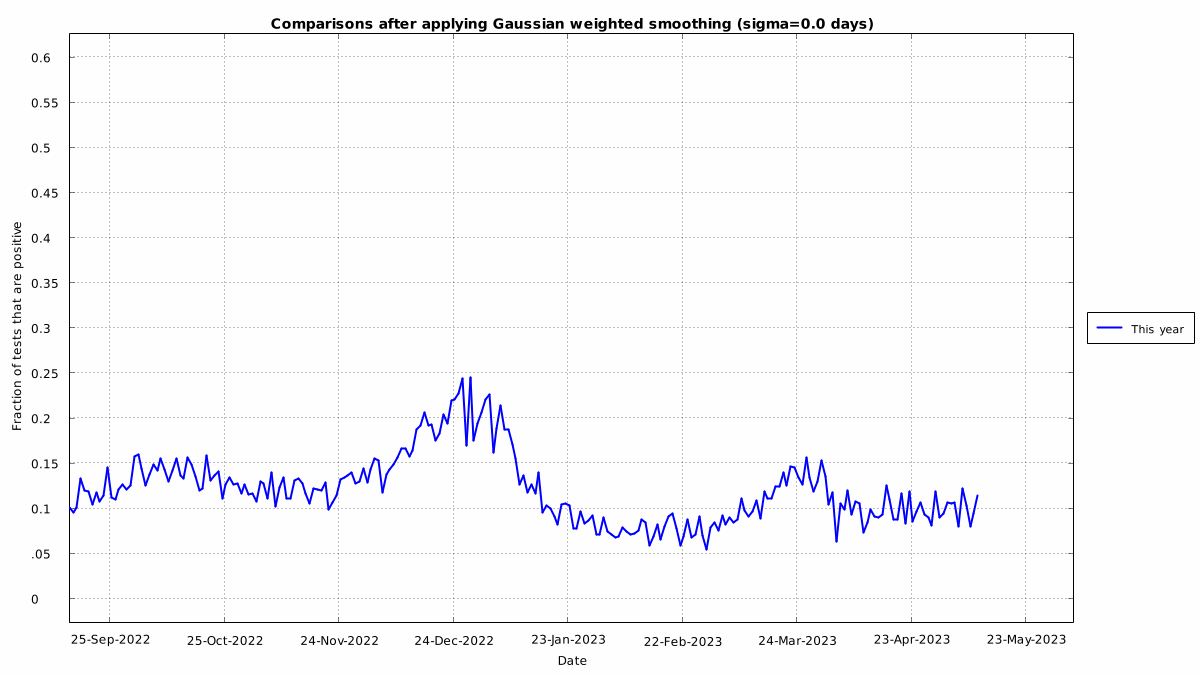 Comparisons after applying Gaussian weighted smoothing (sigma=0.0 days)
0.6
0.55
0.5
0.45
0.4
0.35
0.3
0.25
0.2
0.15
0.1
.05
0
Fraction of tests that are positive
This year
25-Sep-2022 25-Oct-2022 24-Nov-2022 24-Dec-2022 23-Jan-2023 22-Feb-2023 24-Mar-2023 23-Apr-2023 23-May-2023
Date